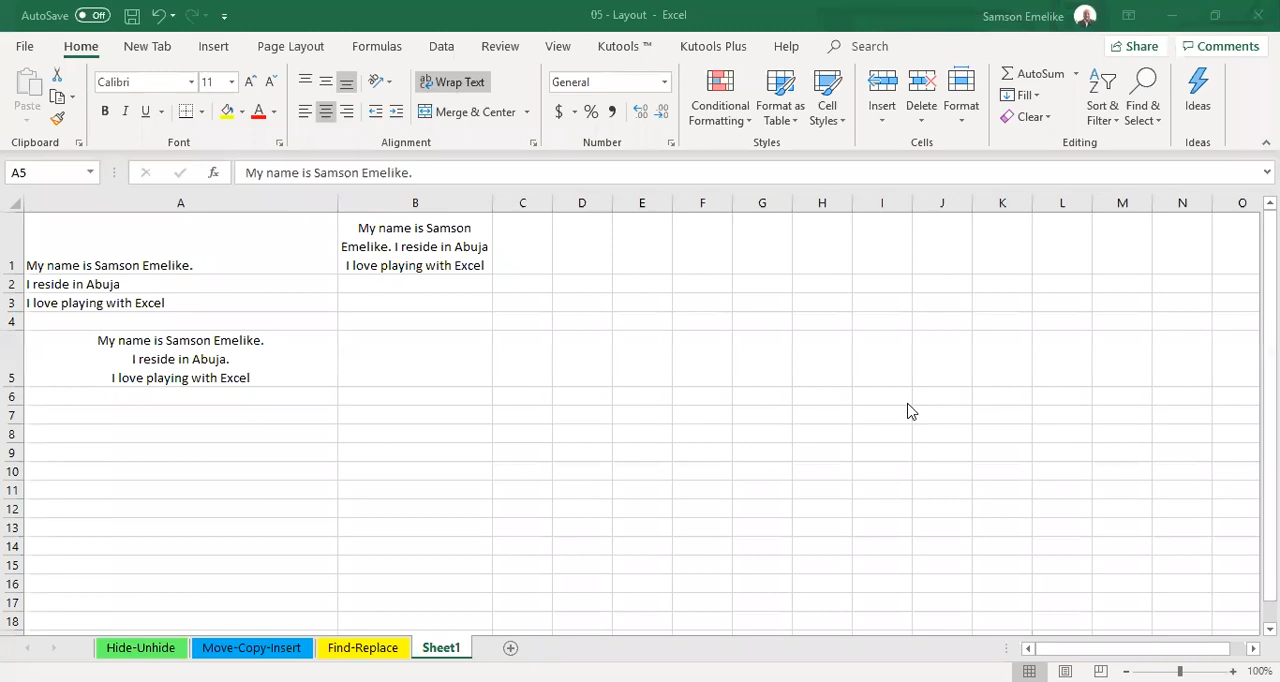 AutoSave Off 05 - Layout - Excel Samson Emelike
File Home New Tab Insert Page Layout Formulas Data Review View Kutools ™ Kutools Plus Help Search Share Comments
Paste Calibri 11 Wrap Text General Conditional Formatting Format as Table Cell Styles Insert Delete Format AutoSum Fill Clear Sort & Filter Find & Select Ideas
B I U A Merge & Center $ % ,
Clipboard Font Alignment Number Styles Cells Editing Ideas
A5 fx My name is Samson Emelike.
A B C D E F G H I J K L M N O
My name is Samson
Emelike. I reside in Abuja
1 My name is Samson Emelike. I love playing with Excel
2 I reside in Abuja
3 I love playing with Excel
4
My name is Samson Emelike.
I reside in Abuja.
5 I love playing with Excel
6
7
8
9
10
11
12
13
14
15
16
17
18
Hide-Unhide Move-Copy-Insert Find-Replace Sheet1
100%